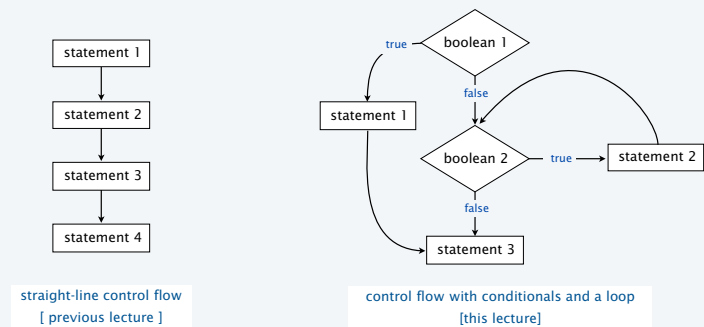 statement 1
statement 2
statement 3
statement 4
straight-line control flow
[ previous lecture ]
boolean 1
true
false
statement 1
boolean 2
true
statement 2
false
statement 3
control flow with conditionals and a loop
[this lecture]